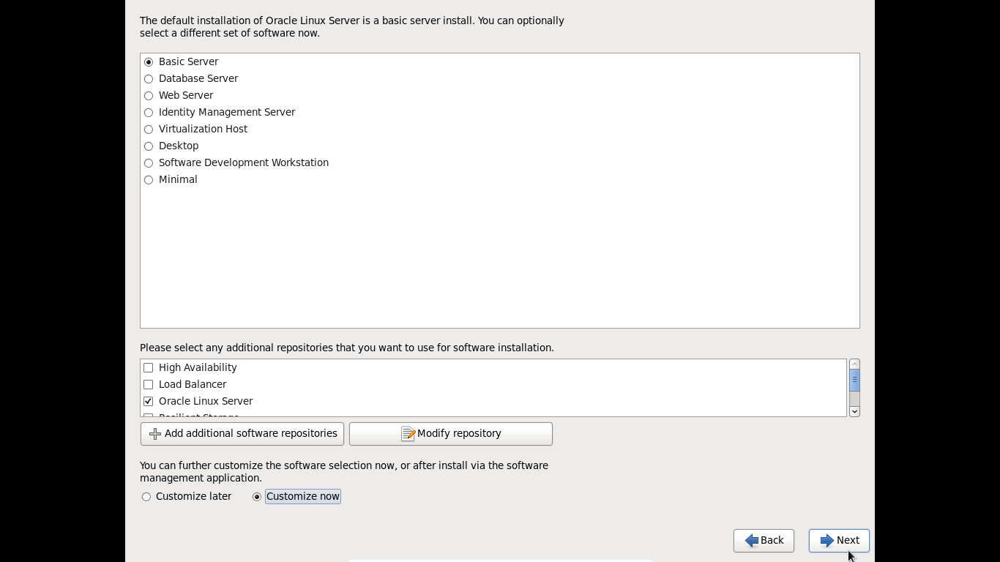 The default installation of Oracle Linux Server is a basic server install. You can optionally
select a different set of software now.
Basic Server
Database Server
Web Server
Identity Management Server
Virtualization Host
Desktop
Software Development Workstation
Minimal
Please select any additional repositories that you want to use for software installation.
High Availability
Load Balancer
Oracle Linux Server
Resilient Storage
Add additional software repositories
Modify repository
You can further customize the software selection now, or after install via the software
management application.
Customize later
Customize now
Back
Next